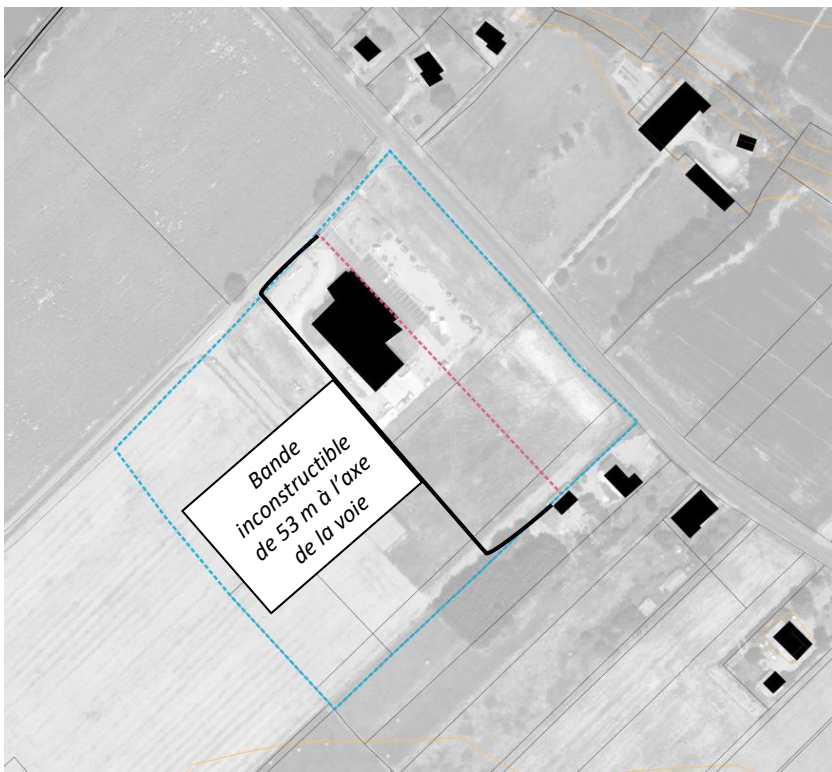 Bande
inconstructible
de 53 m à l’axe
de la voie